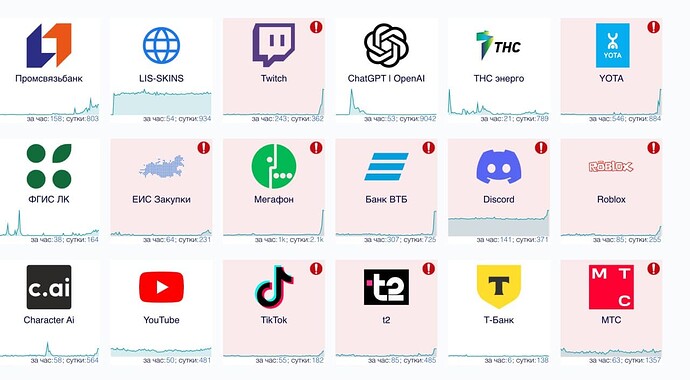 Промсвязьбанк
LIS-SKINS
Twitch
ChatGPT | OpenAI
ТНС
ТНС энерго
YOTA
YOTA
за час: 158; сутки: 803
за час: 54; сутки: 934
за час: 243; сутки: 362
за час: 53; сутки: 9042
за час: 21; сутки: 789
за час: 546; сутки: 884
ФГИС ЛК
ЕИС Закупки
Мегафон
Банк ВТБ
Discord
ROBLOX
Roblox
за час: 38; сутки: 164
за час: 64; сутки: 231
за час: 1k; сутки: 2.1k
за час: 307; сутки: 725
за час: 141; сутки: 371
за час: 85; сутки: 255
c.ai
Character Ai
YouTube
TikTok
t2
t2
Т
Т-Банк
МТС
МТС
за час: 58; сутки: 564
за час: 50; сутки: 481
за час: 55; сутки: 182
за час: 85; сутки: 485
за час: 6; сутки: 138
за час: 63; сутки: 1357